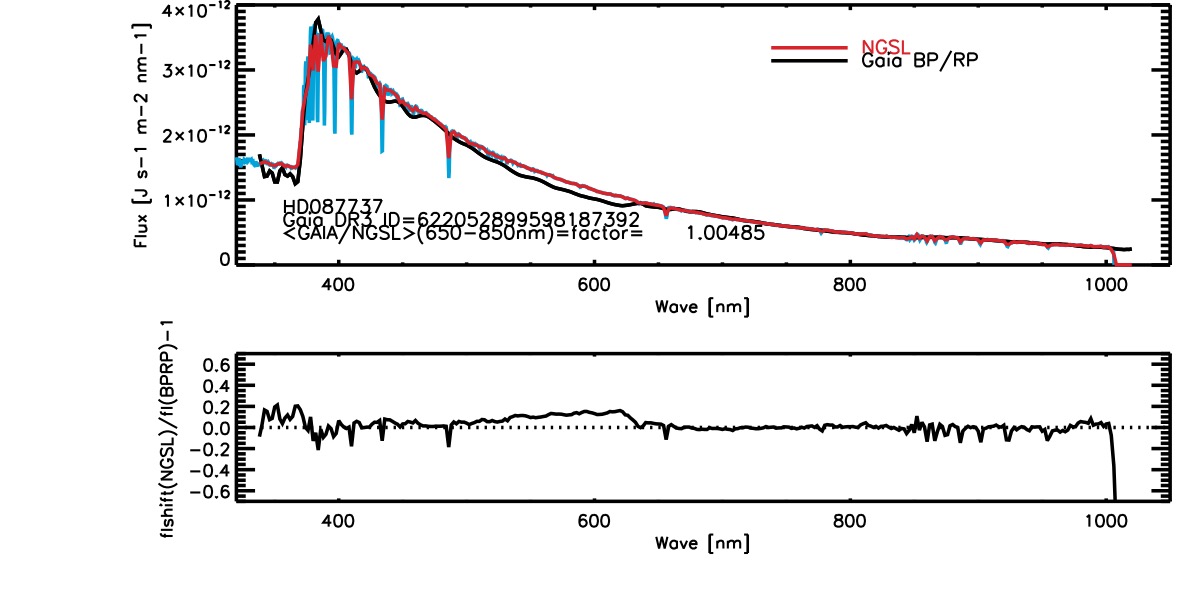 4×10−12
3×10−12
2×10−12
1×10−12
0
Flux [J s−1 m−2 nm−1]
NGSL
Gaia BP/RP
HD087737
Gaia DR3 ID=622052899598187392
<GAIA/NGSL>(650−850nm)=factor= 1.00485
400 600 800 1000
Wave [nm]
flshift(NGSL)/fl(BPRP)−1
0.6
0.4
0.2
0.0
−0.2
−0.4
−0.6
400 600 800 1000
Wave [nm]